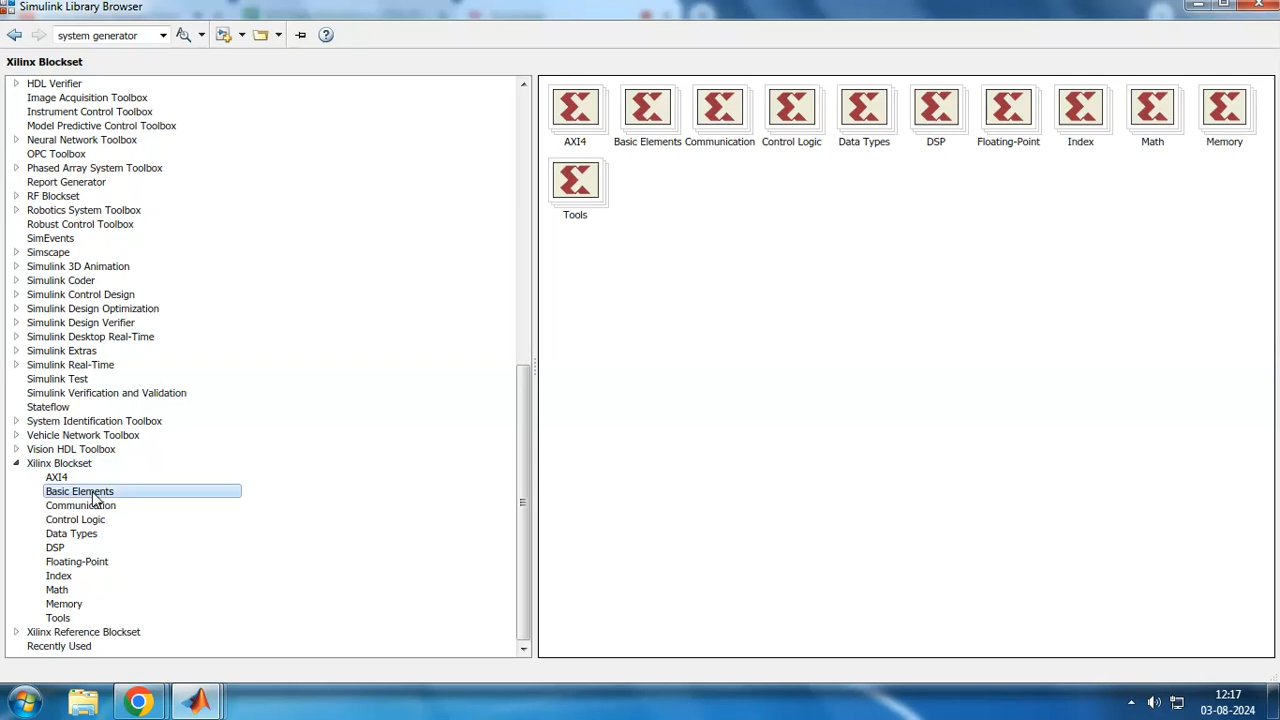 Simulink Library Browser
system generator
Xilinx Blockset
HDL Verifier
Image Acquisition Toolbox
Instrument Control Toolbox
Model Predictive Control Toolbox
Neural Network Toolbox
OPC Toolbox
Phased Array System Toolbox
Report Generator
RF Blockset
Robotics System Toolbox
Robust Control Toolbox
SimEvents
Simscape
Simulink 3D Animation
Simulink Coder
Simulink Control Design
Simulink Design Optimization
Simulink Design Verifier
Simulink Desktop Real-Time
Simulink Extras
Simulink Real-Time
Simulink Test
Simulink Verification and Validation
Stateflow
System Identification Toolbox
Vehicle Network Toolbox
Vision HDL Toolbox
Xilinx Blockset
AXI4
Basic Elements
Communication
Control Logic
Data Types
DSP
Floating-Point
Index
Math
Memory
Tools
Xilinx Reference Blockset
Recently Used
AXI4 Basic Elements Communication Control Logic Data Types DSP Floating-Point Index Math Memory
Tools
12:17
03-08-2024